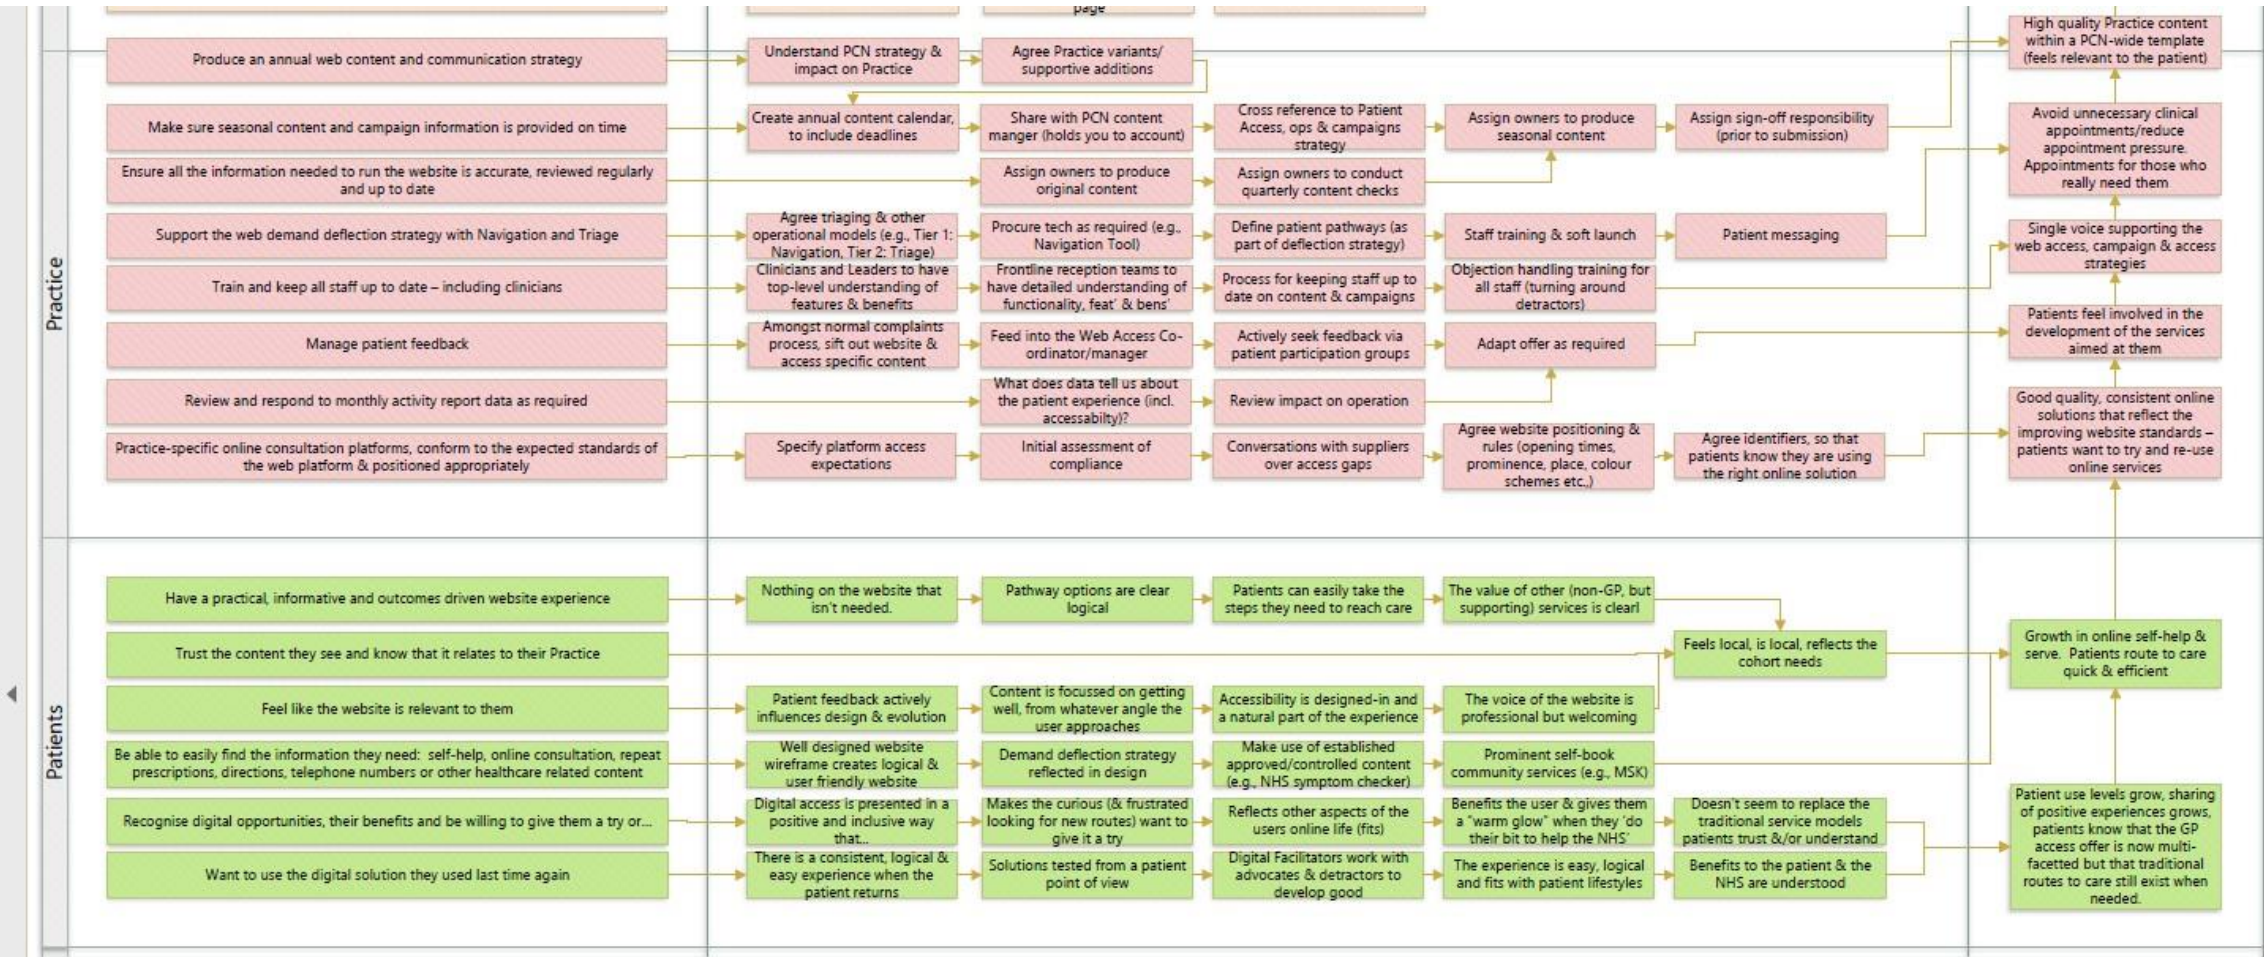 page
Practice
Produce an annual web content and communication strategy
Understand PCN strategy &
impact on Practice
Agree Practice variants/
supportive additions
High quality Practice content
within a PCN-wide template
(feels relevant to the patient)
Make sure seasonal content and campaign information is provided on time
Create annual content calendar,
to include deadlines
Share with PCN content
manger (holds you to account)
Cross reference to Patient
Access, ops & campaigns
strategy
Assign owners to produce
seasonal content
Assign sign-off responsibility
(prior to submission)
Avoid unnecessary clinical
appointments/reduce
appointment pressure.
Appointments for those who
really need them
Ensure all the information needed to run the website is accurate, reviewed regularly
and up to date
Assign owners to produce
original content
Assign owners to conduct
quarterly content checks
Support the web demand deflection strategy with Navigation and Triage
Agree triaging & other
operational models (e.g., Tier 1:
Navigation, Tier 2: Triage)
Procure tech as required (e.g.,
Navigation Tool)
Define patient pathways (as
part of deflection strategy)
Staff training & soft launch
Patient messaging
Single voice supporting the
web access, campaign & access
strategies
Train and keep all staff up to date – including clinicians
Clinicians and Leaders to have
top-level understanding of
features & benefits
Frontline reception teams to
have detailed understanding of
functionality, feat' & bens'
Process for keeping staff up to
date on content & campaigns
Objection handling training for
all staff (turning around
detractors)
Manage patient feedback
Amongst normal complaints
process, sift out website &
access specific content
Feed into the Web Access Co-
ordinator/manager
Actively seek feedback via
patient participation groups
Adapt offer as required
Patients feel involved in the
development of the services
aimed at them
Review and respond to monthly activity report data as required
What does data tell us about
the patient experience (incl.
accessabilty)?
Review impact on operation
Practice-specific online consultation platforms, conform to the expected standards of
the web platform & positioned appropriately
Specify platform access
expectations
Initial assessment of
compliance
Conversations with suppliers
over access gaps
Agree website positioning &
rules (opening times,
prominence, place, colour
schemes etc.,)
Agree identifiers, so that
patients know they are using
the right online solution
Good quality, consistent online
solutions that reflect the
improving website standards –
patients want to try and re-use
online services
Patients
Have a practical, informative and outcomes driven website experience
Nothing on the website that
isn't needed.
Pathway options are clear
logical
Patients can easily take the
steps they need to reach care
The value of other (non-GP, but
supporting) services is clearl
Trust the content they see and know that it relates to their Practice
Feels local, is local, reflects the
cohort needs
Growth in online self-help &
serve. Patients route to care
quick & efficient
Feel like the website is relevant to them
Patient feedback actively
influences design & evolution
Content is focussed on getting
well, from whatever angle the
user approaches
Accessibility is designed-in and
a natural part of the experience
The voice of the website is
professional but welcoming
Be able to easily find the information they need: self-help, online consultation, repeat
prescriptions, directions, telephone numbers or other healthcare related content
Well designed website
wireframe creates logical &
user friendly website
Demand deflection strategy
reflected in design
Make use of established
approved/controlled content
(e.g., NHS symptom checker)
Prominent self-book
community services (e.g., MSK)
Recognise digital opportunities, their benefits and be willing to give them a try or...
Digital access is presented in a
positive and inclusive way
that...
Makes the curious (& frustrated
looking for new routes) want to
give it a try
Reflects other aspects of the
users online life (fits)
Benefits the user & gives them
a "warm glow" when they 'do
their bit to help the NHS'
Doesn't seem to replace the
traditional service models
patients trust &/or understand
Patient use levels grow, sharing
of positive experiences grows,
patients know that the GP
access offer is now multi-
facetted but that traditional
routes to care still exist when
needed.
Want to use the digital solution they used last time again
There is a consistent, logical &
easy experience when the
patient returns
Solutions tested from a patient
point of view
Digital Facilitators work with
advocates & detractors to
develop good
The experience is easy, logical
and fits with patient lifestyles
Benefits to the patient & the
NHS are understood